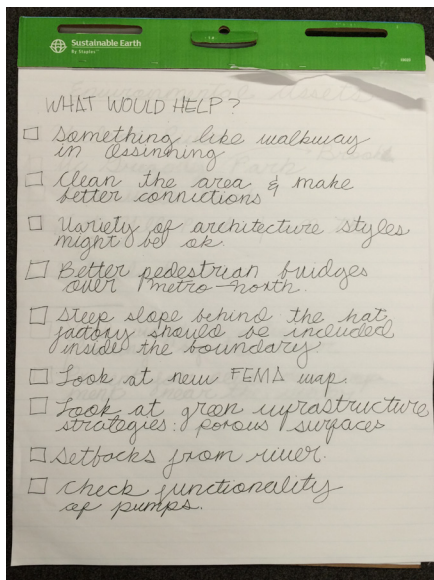 Sustainable Earth
By Staples™
WHAT WOULD HELP?
Something like walkway
in Ossinning
Clean the area & make
better connictions
Variety of architecture styles
might be ok.
Better pedestrian bridges
over Metro-North.
Steep slope behind the hat
factory should be included
inside the boundary.
Look at new FEMA map.
Look at green infrastructure
strategies: porous surfaces
Setbacks from river.
Check functionality
of pumps.